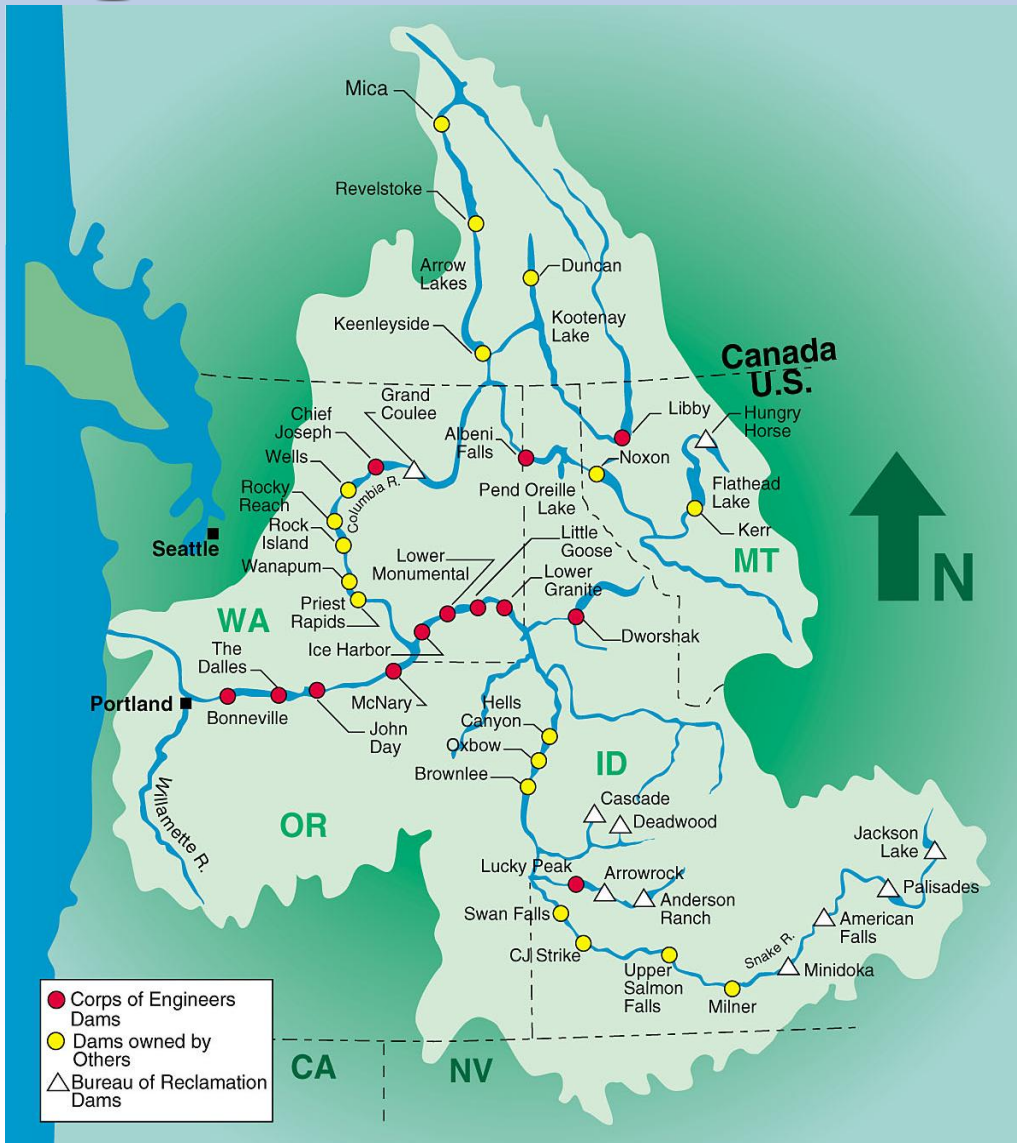 Mica
Revelstoke
Arrow
Lakes
Duncan
Kootenay
Lake
Keenleyside
Canada
U.S.
Grand
Coulee
Chief
Joseph
Albeni
Falls
Libby
Hungry
Horse
Wells
Noxon
Columbia R.
Pend Oreille
Lake
Flathead
Lake
Rocky
Reach
Rock
Island
Kerr
Seattle
Little
Goose
Lower
Monumental
Wanapum
MT
N
Lower
Granite
Priest
Rapids
WA
Ice Harbor
Dworshak
The
Dalles
Portland
McNary
Bonneville
John
Day
Hells
Canyon
Oxbow
Brownlee
ID
Willamette R.
OR
Cascade
Deadwood
Jackson
Lake
Lucky Peak
Arrowrock
Palisades
Anderson
Ranch
Swan Falls
American
Falls
CJ Strike
Snake R.
Upper
Salmon
Falls
Minidoka
Milner
Corps of Engineers
Dams
Dams owned by
Others
Bureau of Reclamation
Dams
CA
NV